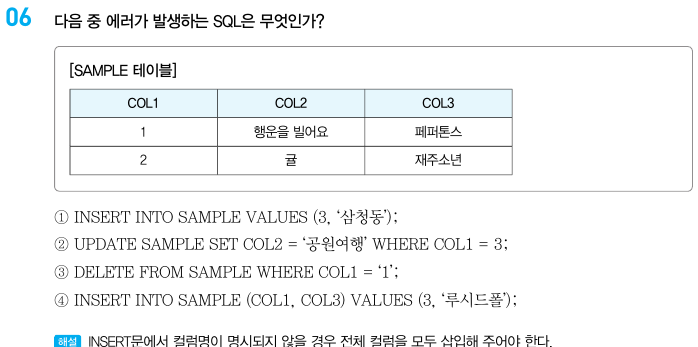 06 다음 중 에러가 발생하는 SQL은 무엇인가?
[SAMPLE 테이블]
COL1 COL2 COL3
1 행운을 빌어요 페퍼톤스
2 귤 재주소년
① INSERT INTO SAMPLE VALUES (3, ‘삼청동’);
② UPDATE SAMPLE SET COL2 = ‘공원여행’ WHERE COL1 = 3;
③ DELETE FROM SAMPLE WHERE COL1 = ‘1’;
④ INSERT INTO SAMPLE (COL1, COL3) VALUES (3, ‘루시드폴’);
해설 INSERT문에서 컬럼명이 명시되지 않을 경우 전체 컬럼을 모두 삽입해 주어야 한다.